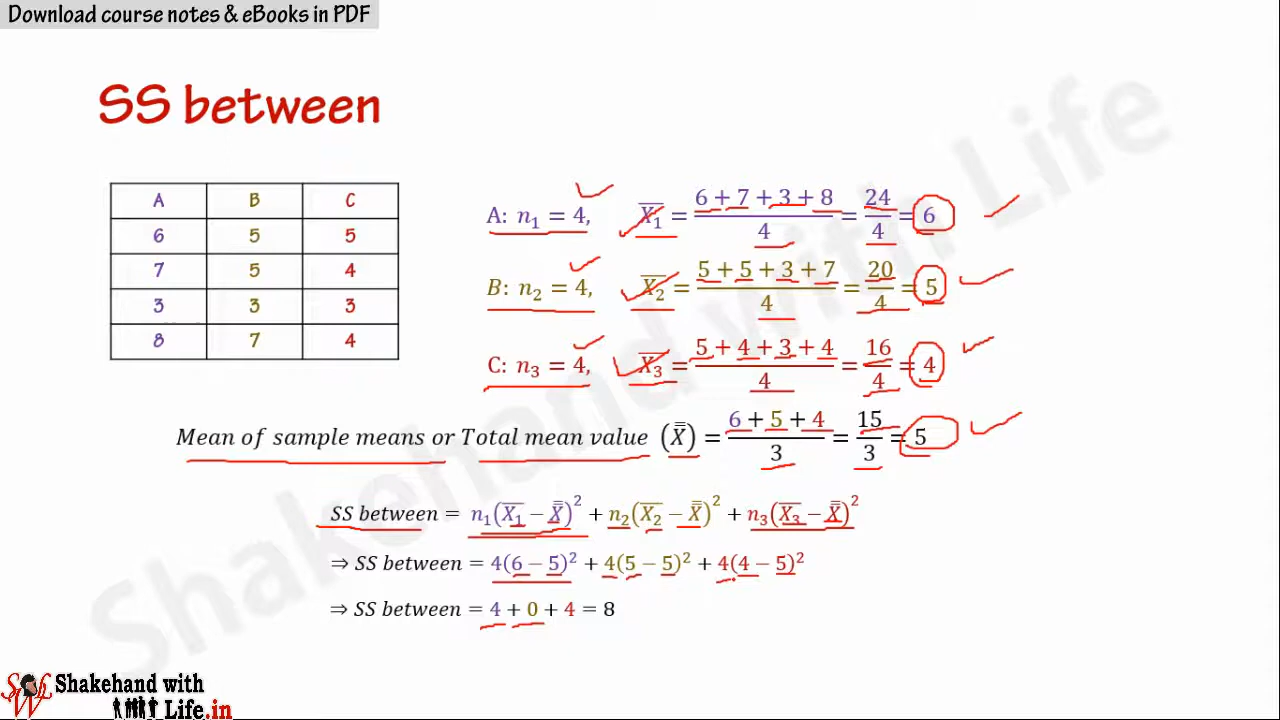 Download course notes & eBooks in PDF
SS between
A B C
6 5 5
7 5 4
3 3 3
8 7 4
A: n₁ = 4, X̅₁ = (6 + 7 + 3 + 8)/4 = 24/4 = 6
B: n₂ = 4, X̅₂ = (5 + 5 + 3 + 7)/4 = 20/4 = 5
C: n₃ = 4, X̅₃ = (5 + 4 + 3 + 4)/4 = 16/4 = 4
Mean of sample means or Total mean value (X̿) = (6 + 5 + 4)/3 = 15/3 = 5
SS between = n₁(X̅₁ − X̿)² + n₂(X̅₂ − X̿)² + n₃(X̅₃ − X̿)²
⇒ SS between = 4(6 − 5)² + 4(5 − 5)² + 4(4 − 5)²
⇒ SS between = 4 + 0 + 4 = 8
Shakehand with Life
Shakehand with
Life.in